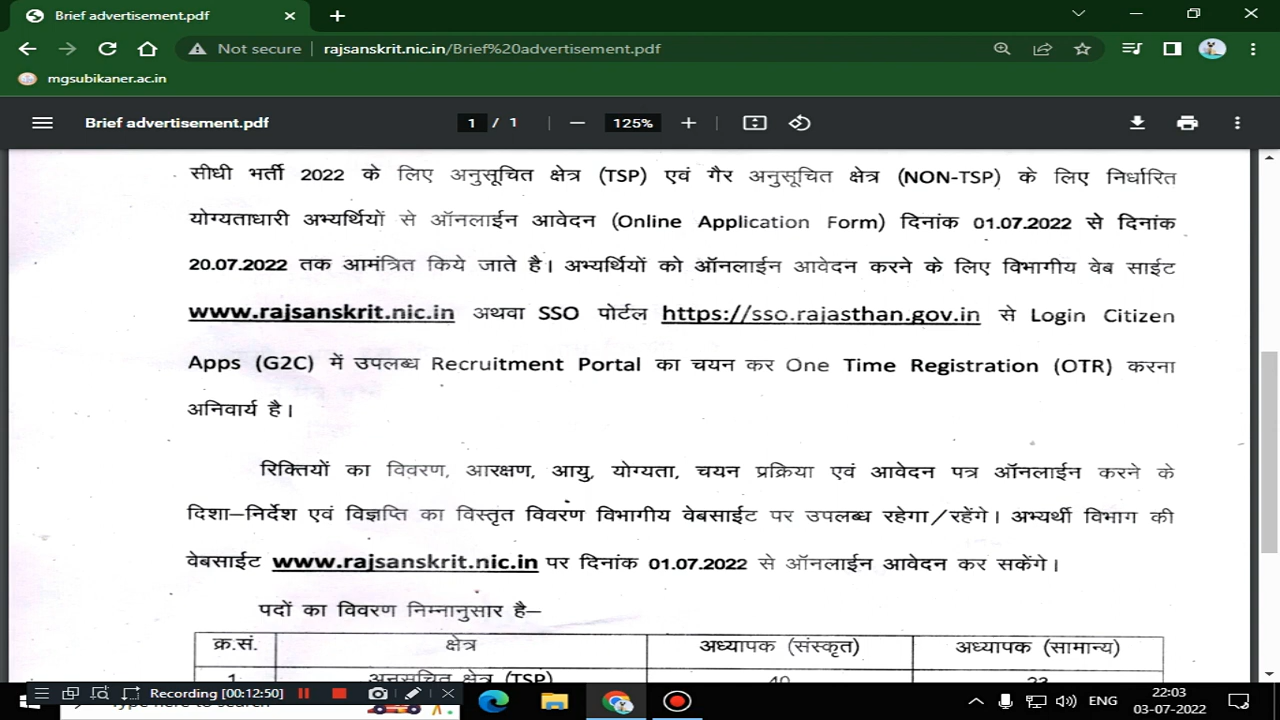 Brief advertisement.pdf
Not secure | rajsanskrit.nic.in/Brief%20advertisement.pdf
mgsubikaner.ac.in
Brief advertisement.pdf 1 / 1 125%
सीधी भर्ती 2022 के लिए अनुसूचित क्षेत्र (TSP) एवं गैर अनुसूचित क्षेत्र (NON-TSP) के लिए निर्धारित
योग्यताधारी अभ्यर्थियों से ऑनलाईन आवेदन (Online Application Form) दिनांक 01.07.2022 से दिनांक
20.07.2022 तक आमंत्रित किये जाते है। अभ्यर्थियों को ऑनलाईन आवेदन करने के लिए विभागीय वेब साईट
www.rajsanskrit.nic.in अथवा SSO पोर्टल https://sso.rajasthan.gov.in से Login Citizen
Apps (G2C) में उपलब्ध Recruitment Portal का चयन कर One Time Registration (OTR) करना
अनिवार्य है।
रिक्तियों का विवरण, आरक्षण, आयु, योग्यता, चयन प्रक्रिया एवं आवेदन पत्र ऑनलाईन करने के
दिशा–निर्देश एवं विज्ञप्ति का विस्तृत विवरण विभागीय वेबसाईट पर उपलब्ध रहेगा/रहेंगे। अभ्यर्थी विभाग की
वेबसाईट www.rajsanskrit.nic.in पर दिनांक 01.07.2022 से ऑनलाईन आवेदन कर सकेंगे।
पदों का विवरण निम्नानुसार है–
क्र.सं. क्षेत्र अध्यापक (संस्कृत) अध्यापक (सामान्य)
1 अनुसूचित क्षेत्र (TSP)
Recording [00:12:50]
Type here to search
ENG 22:03
03-07-2022